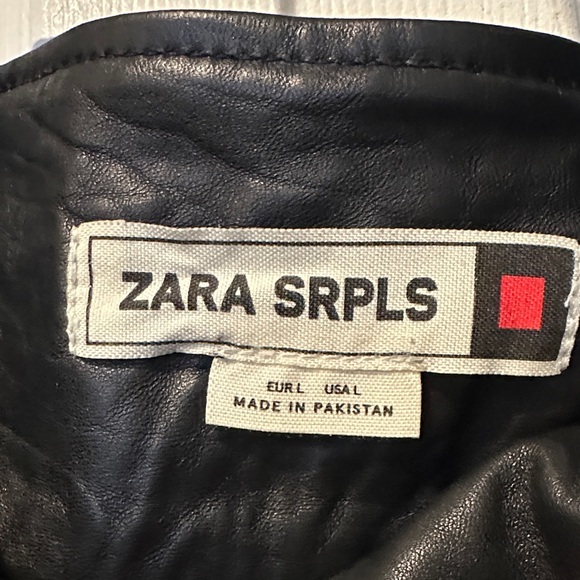 ZARA SRPLS
EUR L USA L
MADE IN PAKISTAN